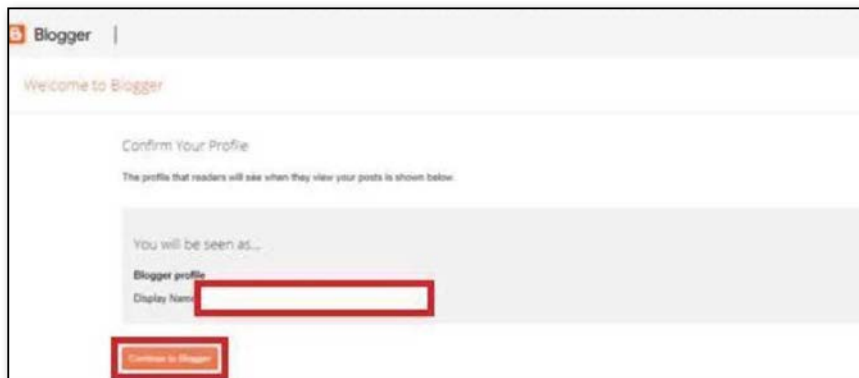 Blogger
Welcome to Blogger
Confirm Your Profile
The profile that readers will see when they view your posts is shown below.
You will be seen as...
Blogger profile
Display Name
Continue to Blogger